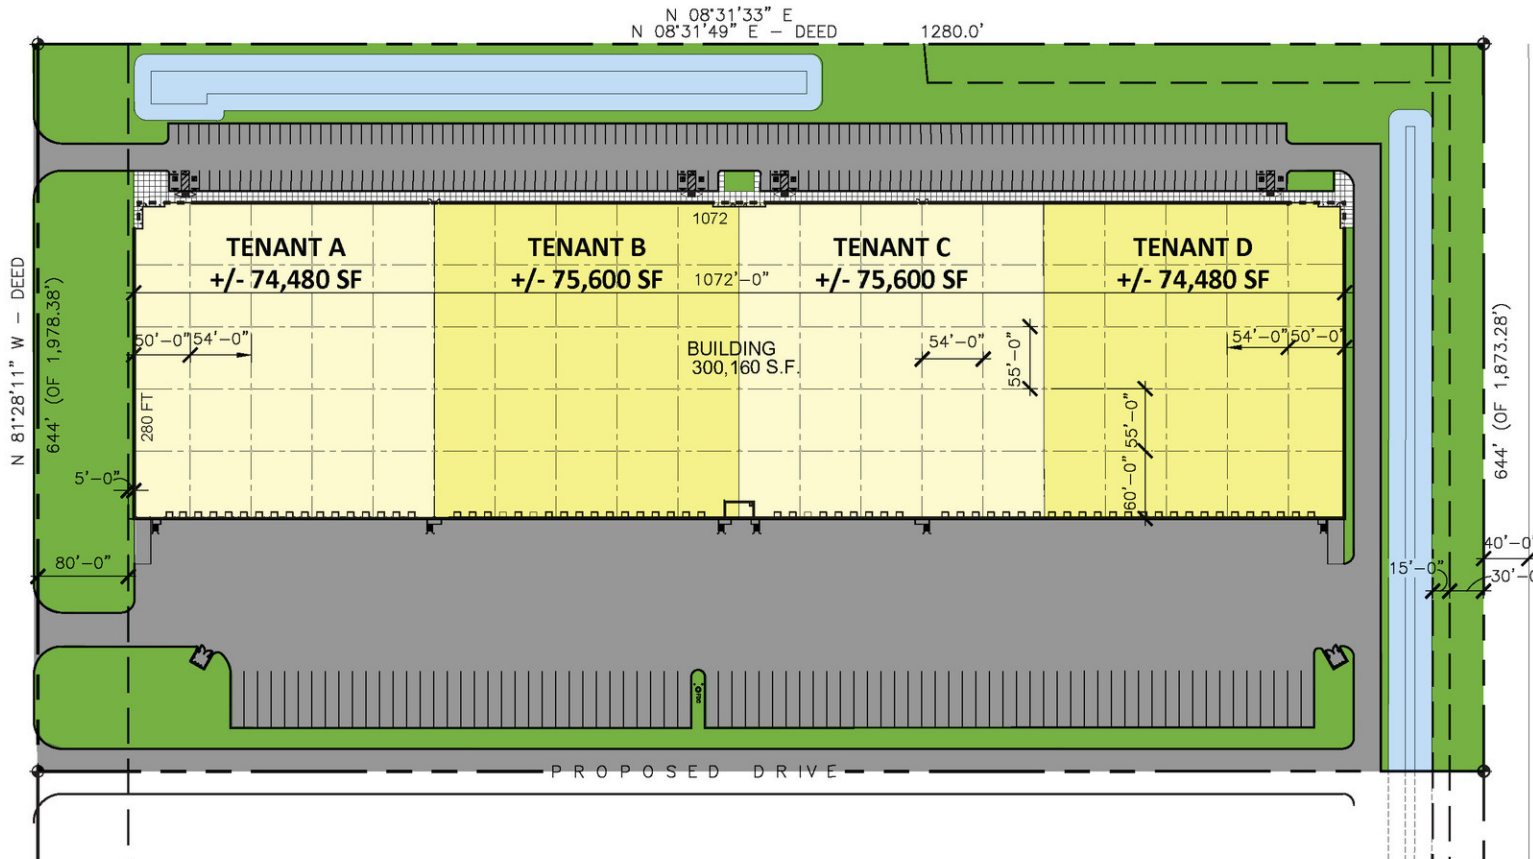 N 08°31'33" E
N 08°31'49" E – DEED
1280.0'
1072
TENANT A
+/- 74,480 SF
TENANT B
+/- 75,600 SF
TENANT C
+/- 75,600 SF
TENANT D
+/- 74,480 SF
1072'-0"
50'-0"
54'-0"
BUILDING
300,160 S.F.
54'-0"
55'-0"
54'-0"
50'-0"
280 FT
55'-0"
60'-0"
N 81°28'11" W – DEED
644' (OF 1,978.38')
644' (OF 1,873.28')
5'-0"
80'-0"
15'-0"
40'-0
30'-0
PROPOSED DRIVE